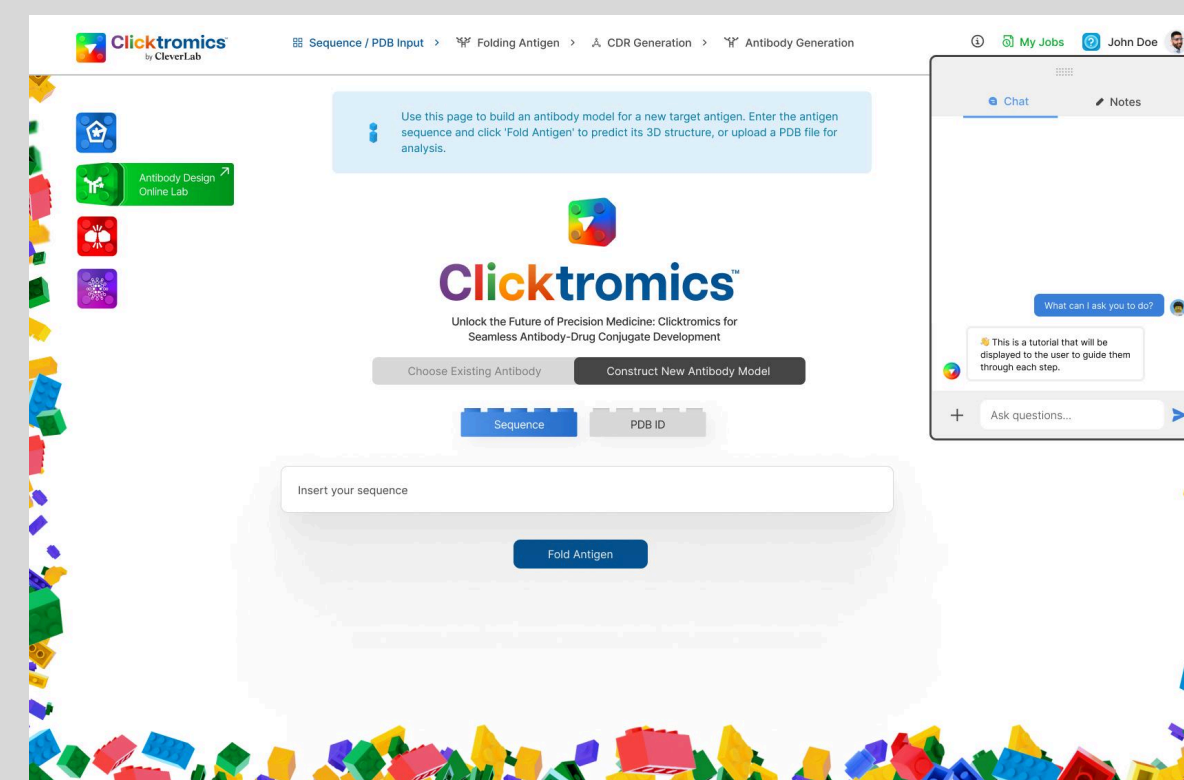 Clicktromics™
by CleverLab
Sequence / PDB Input > Folding Antigen > CDR Generation > Antibody Generation
My Jobs
John Doe
Chat
Notes
Use this page to build an antibody model for a new target antigen. Enter the antigen
sequence and click 'Fold Antigen' to predict its 3D structure, or upload a PDB file for
analysis.
Antibody Design
Online Lab
Clicktromics™
Unlock the Future of Precision Medicine: Clicktromics for
Seamless Antibody-Drug Conjugate Development
Choose Existing Antibody
Construct New Antibody Model
Sequence
PDB ID
Insert your sequence
Fold Antigen
What can I ask you to do?
👋 This is a tutorial that will be
displayed to the user to guide them
through each step.
Ask questions...